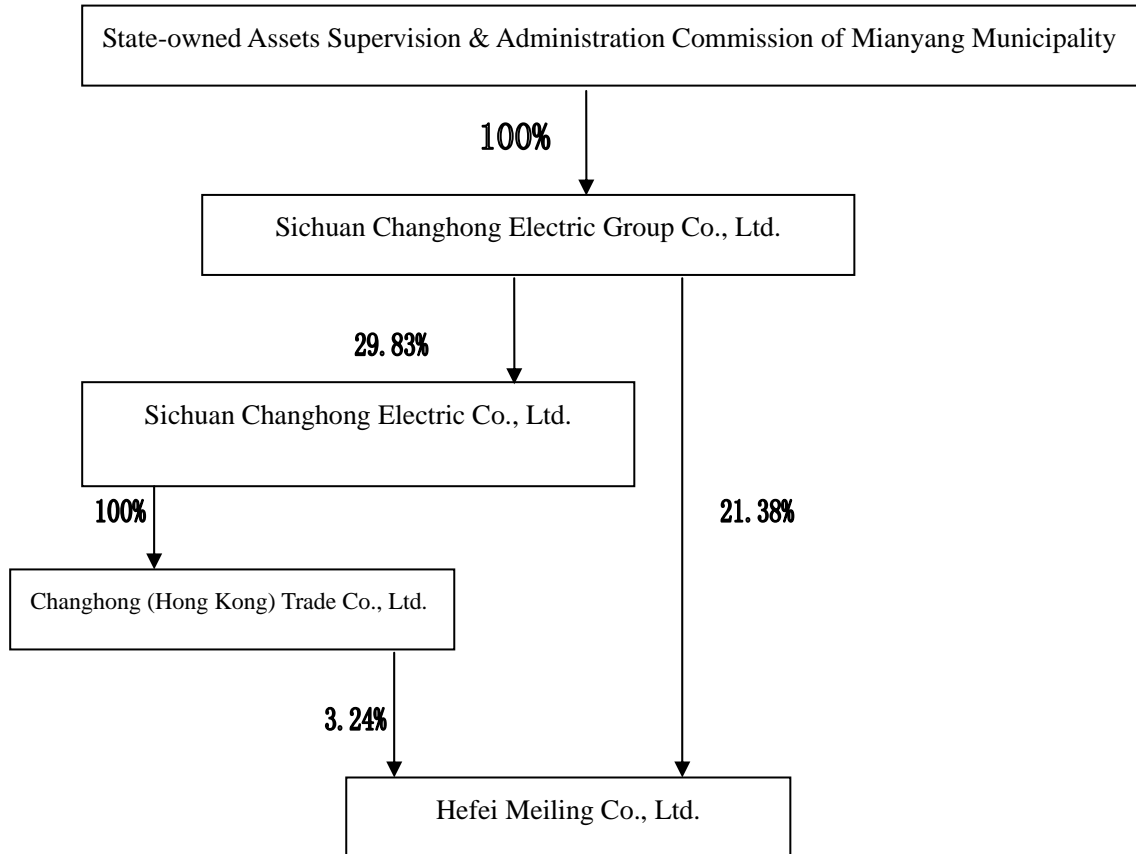 State-owned Assets Supervision & Administration Commission of Mianyang Municipality
100%
Sichuan Changhong Electric Group Co., Ltd.
29.83%
Sichuan Changhong Electric Co., Ltd.
100%
21.38%
Changhong (Hong Kong) Trade Co., Ltd.
3.24%
Hefei Meiling Co., Ltd.